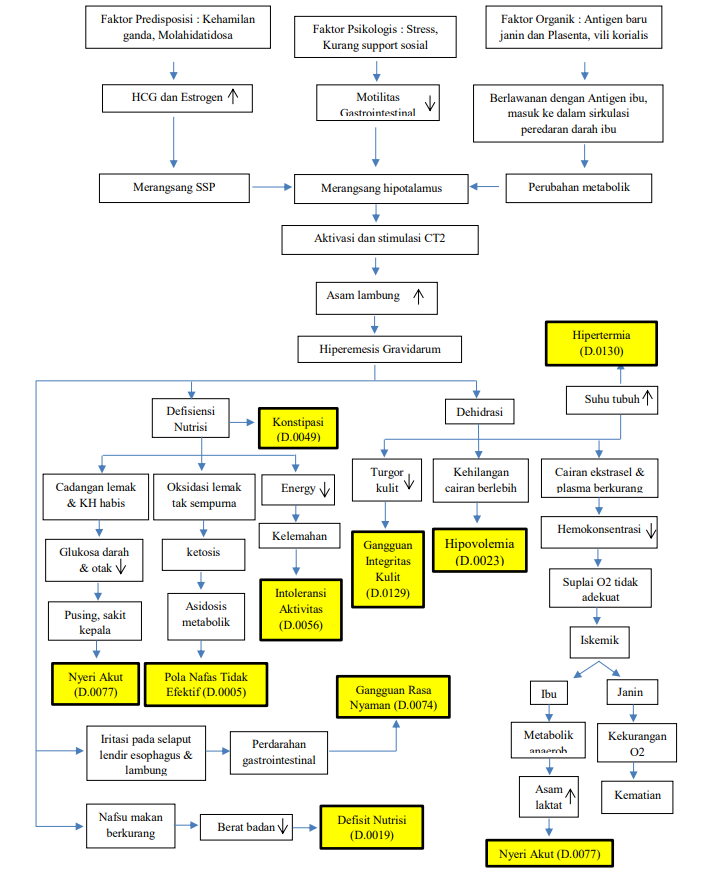 Faktor Predisposisi : Kehamilan
ganda, Molahidatidosa
Faktor Psikologis : Stress,
Kurang support sosial
Faktor Organik : Antigen baru
janin dan Plasenta, vili korialis
HCG dan Estrogen ↑
Motilitas
Gastrointestinal ↓
Berlawanan dengan Antigen ibu,
masuk ke dalam sirkulasi
peredaran darah ibu
Merangsang SSP
Merangsang hipotalamus
Perubahan metabolik
Aktivasi dan stimulasi CT2
Asam lambung ↑
Hiperemesis Gravidarum
Hipertermia
(D.0130)
Suhu tubuh ↑
Defisiensi
Nutrisi
Konstipasi
(D.0049)
Dehidrasi
Cadangan lemak
& KH habis
Oksidasi lemak
tak sempurna
Energy ↓
Turgor
kulit ↓
Kehilangan
cairan berlebih
Cairan ekstrasel &
plasma berkurang
Glukosa darah
& otak ↓
ketosis
Kelemahan
Gangguan
Integritas
Kulit
(D.0129)
Hipovolemia
(D.0023)
Hemokonsentrasi ↓
Pusing, sakit
kepala
Asidosis
metabolik
Intoleransi
Aktivitas
(D.0056)
Suplai O2 tidak
adekuat
Iskemik
Nyeri Akut
(D.0077)
Pola Nafas Tidak
Efektif (D.0005)
Gangguan Rasa
Nyaman (D.0074)
Ibu
Janin
Iritasi pada selaput
lendir esophagus &
lambung
Perdarahan
gastrointestinal
Metabolik
anaerob
Kekurangan
O2
Asam
laktat ↑
Kematian
Nafsu makan
berkurang
Berat badan ↓
Defisit Nutrisi
(D.0019)
Nyeri Akut (D.0077)